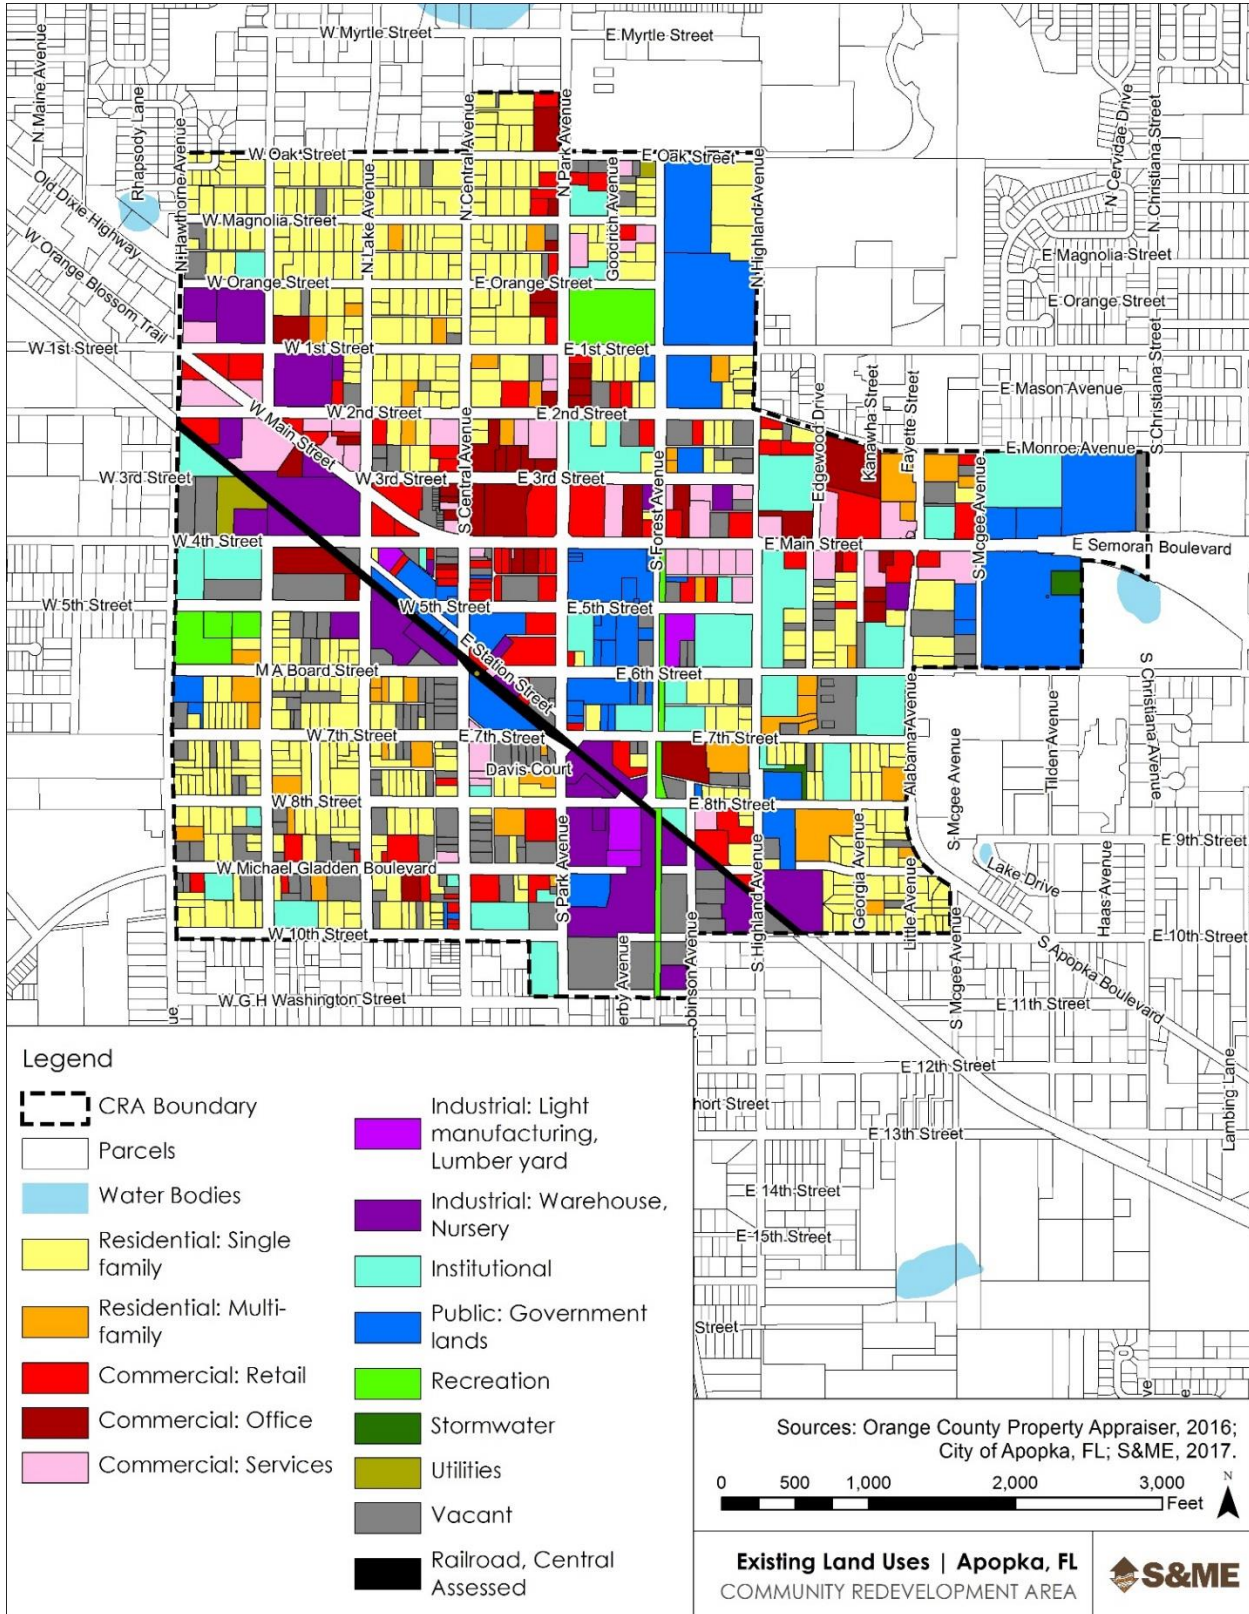 W Myrtle Street
E Myrtle Street
N Maine Avenue
Rhapsody Lane
N Hawthorne Avenue
N Central Avenue
N Park Avenue
N Cervidae Drive
N Christiana Street
W Oak Street
E Oak Street
Old Dixie Highway
N Lake Avenue
Goodrich Avenue
N Highland Avenue
W Magnolia Street
E Magnolia Street
W Orange Blossom Trail
W Orange Street
E Orange Street
E Orange Street
S Christiana Street
W 1st Street
W 1st Street
E 1st Street
E Mason Avenue
Edgewood Drive
Kanawha Street
Fayette Street
W 2nd Street
E 2nd Street
W Main Street
E Monroe Avenue
W 3rd Street
W 3rd Street
E 3rd Street
S Central Avenue
S Forest Avenue
S Mcgee Avenue
W 4th Street
E Main Street
E Semoran Boulevard
W 5th Street
W 5th Street
E 5th Street
E Station Street
M A Board Street
E 6th Street
S Christiana Avenue
W 7th Street
E 7th Street
E 7th Street
Alabama Avenue
S Mcgee Avenue
Tilden Avenue
Davis Court
W 8th Street
E 8th Street
E 9th Street
W Michael Gladden Boulevard
S Park Avenue
S Highland Avenue
Georgia Avenue
Little Avenue
Lake Drive
Haas Avenue
W 10th Street
E 10th Street
S Mcgee Avenue
S Apopka Boulevard
W G H Washington Street
erby Avenue
obinson Avenue
E 11th Street
ue
E 12th Street
Lambing Lane
hort Street
E 13th Street
E 14th Street
E 15th Street
Street
ve
e
Legend
CRA Boundary
Parcels
Water Bodies
Residential: Single
family
Residential: Multi-
family
Commercial: Retail
Commercial: Office
Commercial: Services
Industrial: Light
manufacturing,
Lumber yard
Industrial: Warehouse,
Nursery
Institutional
Public: Government
lands
Recreation
Stormwater
Utilities
Vacant
Railroad, Central
Assessed
Sources: Orange County Property Appraiser, 2016;
City of Apopka, FL; S&ME, 2017.
0 500 1,000 2,000 3,000
Feet
N
Existing Land Uses | Apopka, FL
COMMUNITY REDEVELOPMENT AREA
S&ME